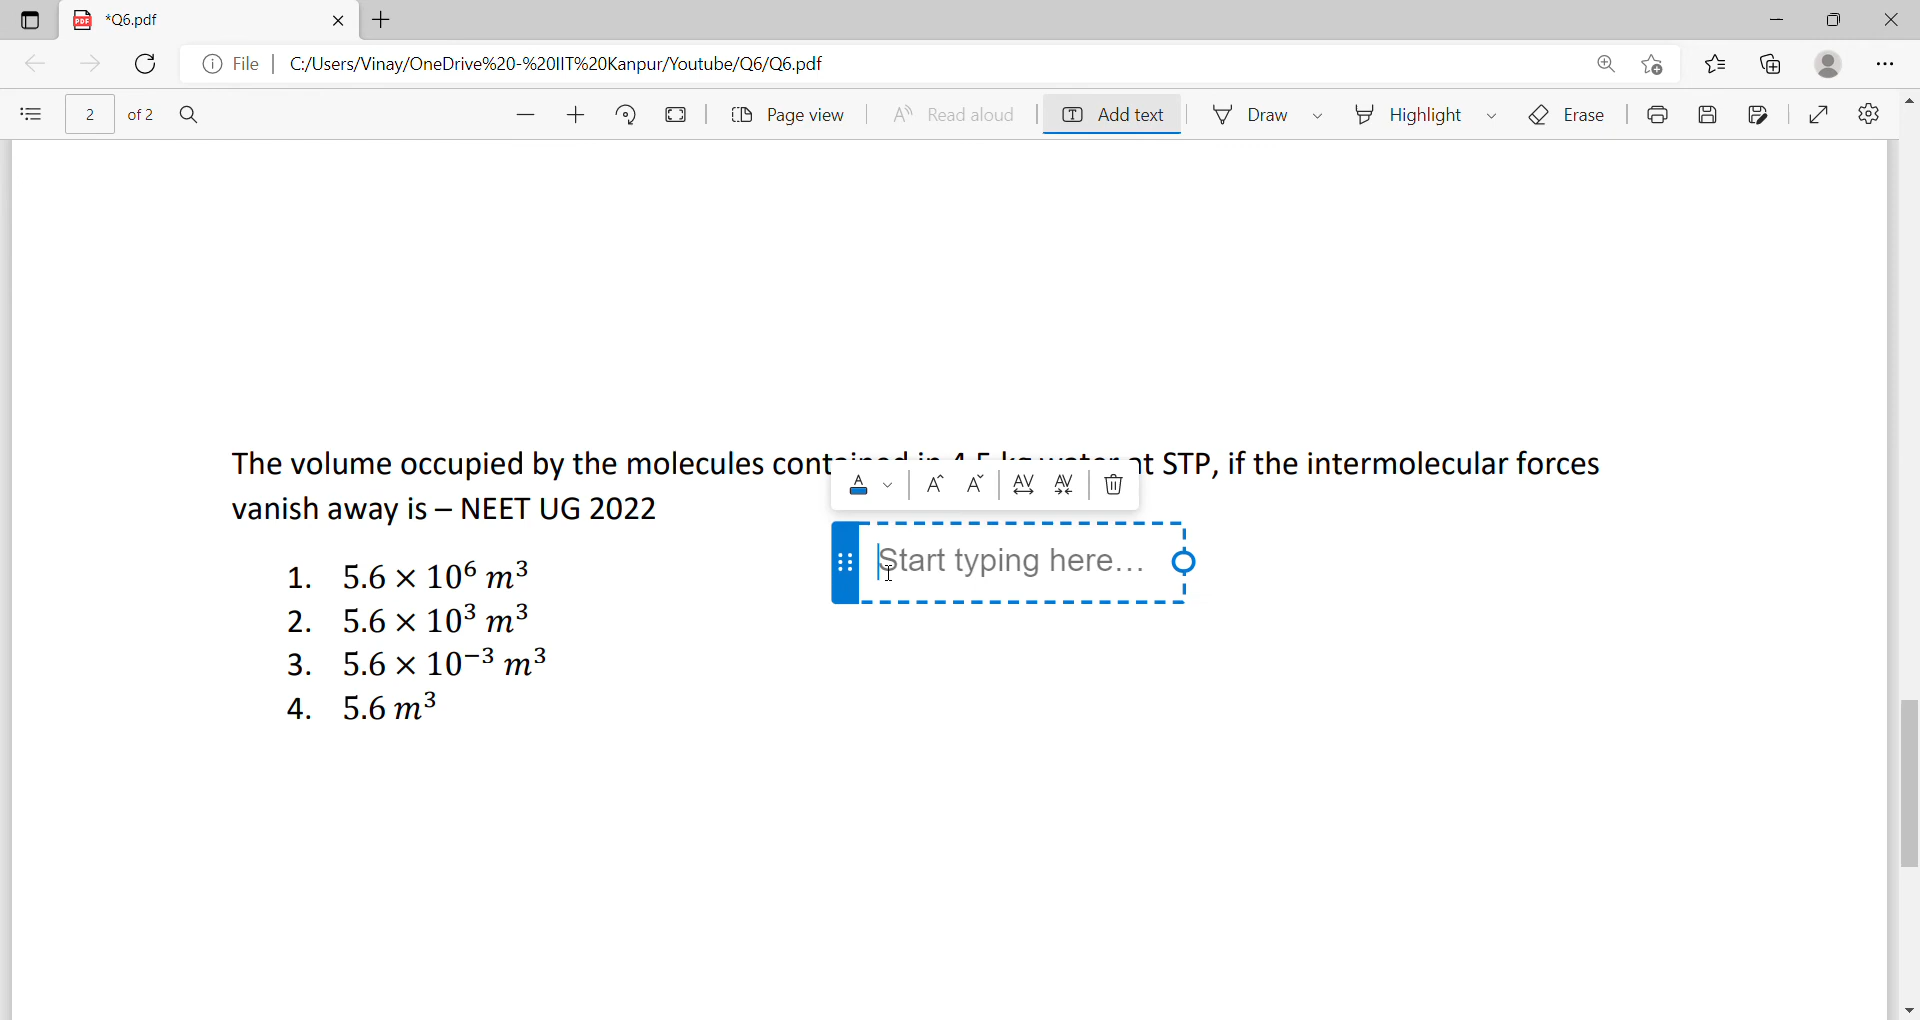 *Q6.pdf
File C:/Users/Vinay/OneDrive%20-%20IIT%20Kanpur/Youtube/Q6/Q6.pdf
2 of 2 Page view Read aloud Add text Draw Highlight Erase
The volume occupied by the molecules at STP, if the intermolecular forces
vanish away is – NEET UG 2022
Start typing here...
1. 5.6 × 10⁶ m³
2. 5.6 × 10³ m³
3. 5.6 × 10⁻³ m³
4. 5.6 m³